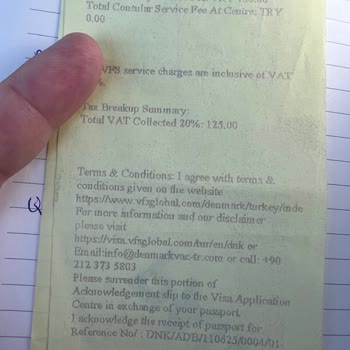 Total Contular Service Fee At Centre: TRY
0.00
VFS service charges are inclusive of VAT
Tax Breakup Summary:
Total VAT Collected 20%: 125.00
Terms & Conditions: I agree with terms &
conditions given on the website
https://www.vfsglobal.com/denmark/turkey/inde
For more information and our disclaimer
please visit
https://visa.vfsglobal.com/tur/en/dnk or
Email:info@denmarkvac-tr.com or call: +90
212 373 5803
Please surrender this portion of
Acknowledgement slip to the Visa Application
Centre in exchange of your passport.
I acknowledge the receipt of passport for
Reference No/ : DNK/ADB/110625/0004/01